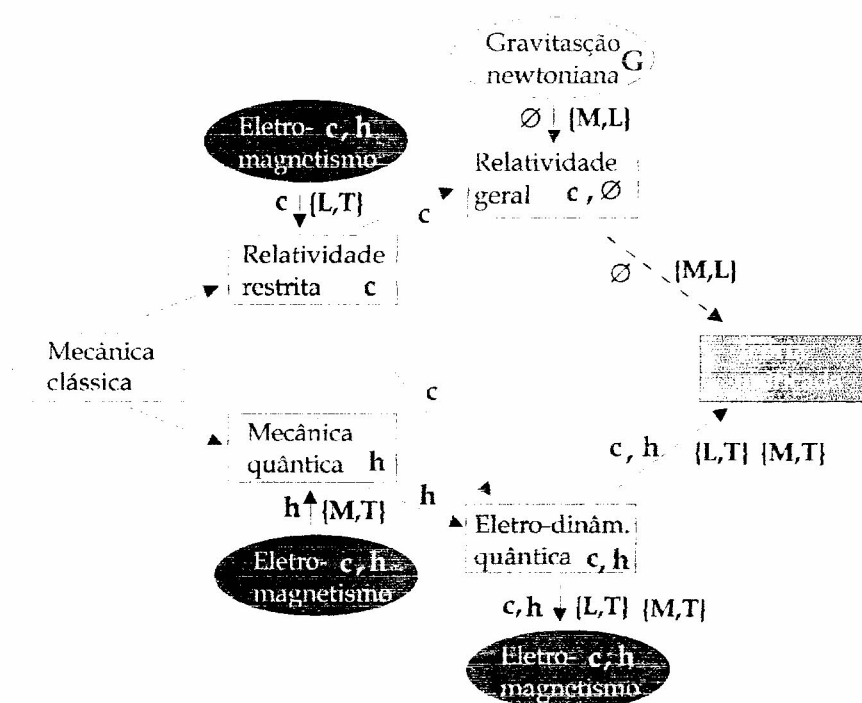 Gravitasção
newtoniana G
∅ {M,L}
Eletro- c, h
magnetismo
Relatividade
geral c, ∅
c {L,T}
c
Relatividade
restrita c
∅ {M,L}
Mecânica
clássica
c
Mecânica
quântica h
c, h {L,T} {M,T}
h {M,T}
h
Eletro-dinâm.
quântica c, h
Eletro- c, h
magnetismo
c, h {L,T} {M,T}
Eletro- c, h
magnetismo